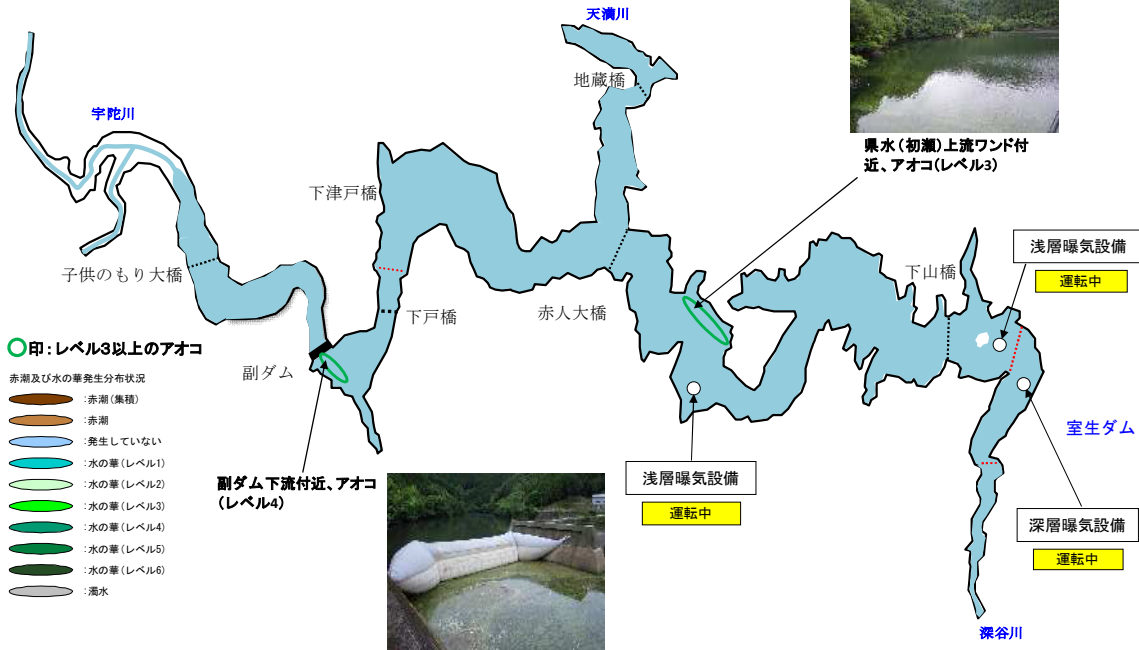 天満川
地蔵橋
宇陀川
県水(初瀬)上流ワンド付
近、アオコ(レベル3)
下津戸橋
浅層曝気設備
運転中
下山橋
子供のもり大橋
赤人大橋
下戸橋
副ダム
○印:レベル3以上のアオコ
赤潮及び水の華発生分布状況
:赤潮(集積)
:赤潮
:発生していない
:水の華(レベル1)
:水の華(レベル2)
:水の華(レベル3)
:水の華(レベル4)
:水の華(レベル5)
:水の華(レベル6)
:濁水
副ダム下流付近、アオコ
(レベル4)
浅層曝気設備
運転中
室生ダム
深層曝気設備
運転中
深谷川